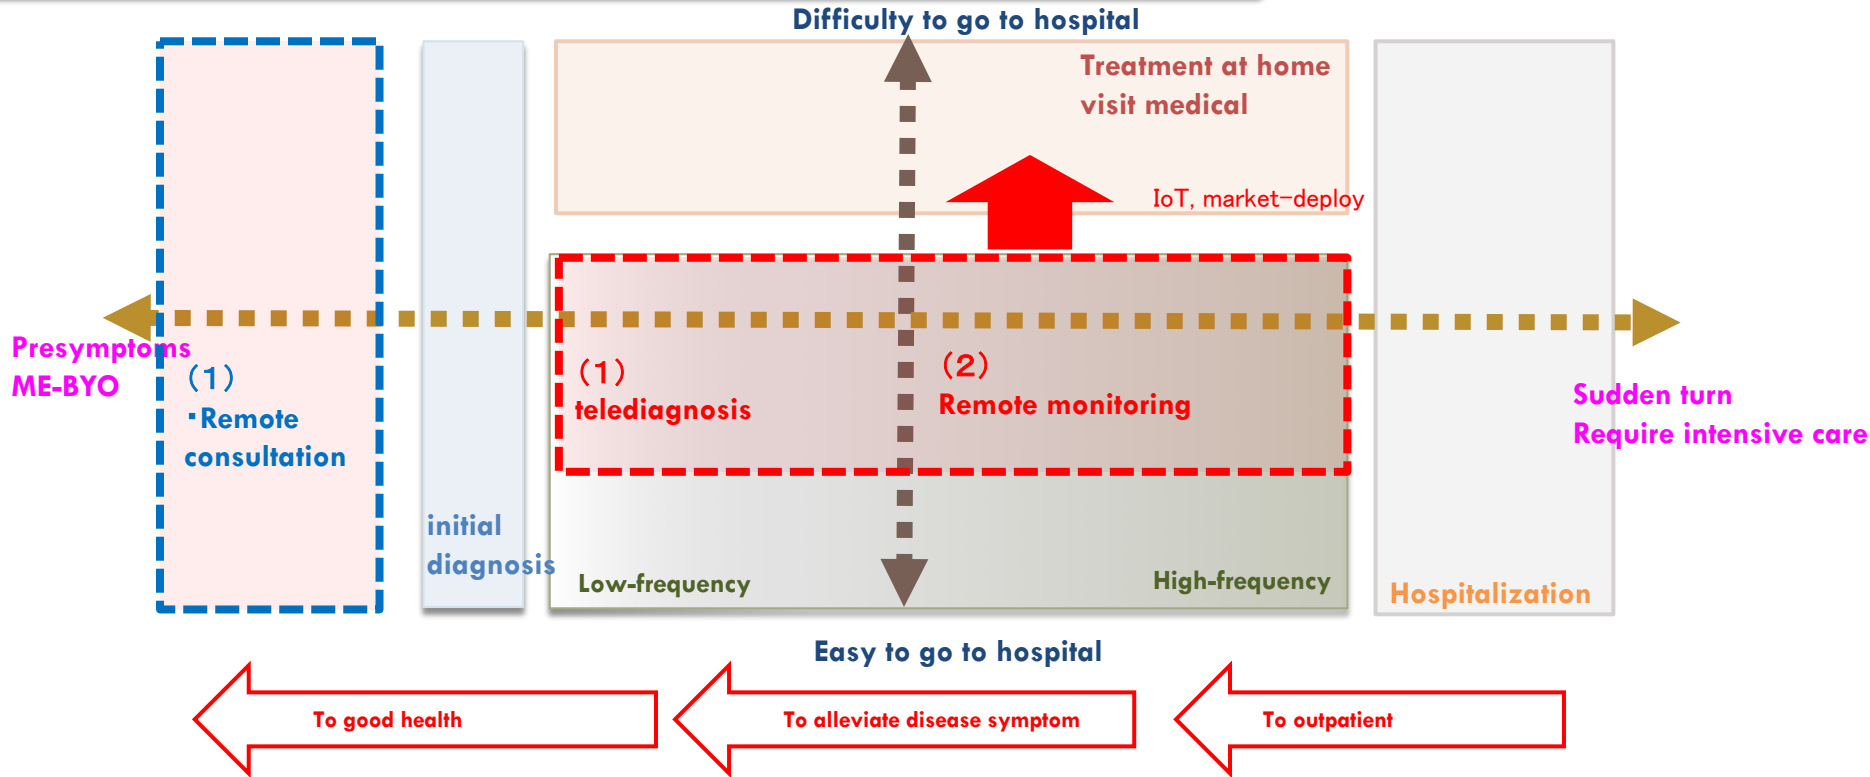 Difficulty to go to hospital
Treatment at home
visit medical
IoT, market-deploy
Presymptoms
ME-BYO
(1)
・Remote
consultation
(1)
telediagnosis
(2)
Remote monitoring
Sudden turn
Require intensive care
initial
diagnosis
Low-frequency
High-frequency
Hospitalization
Easy to go to hospital
To good health
To alleviate disease symptom
To outpatient